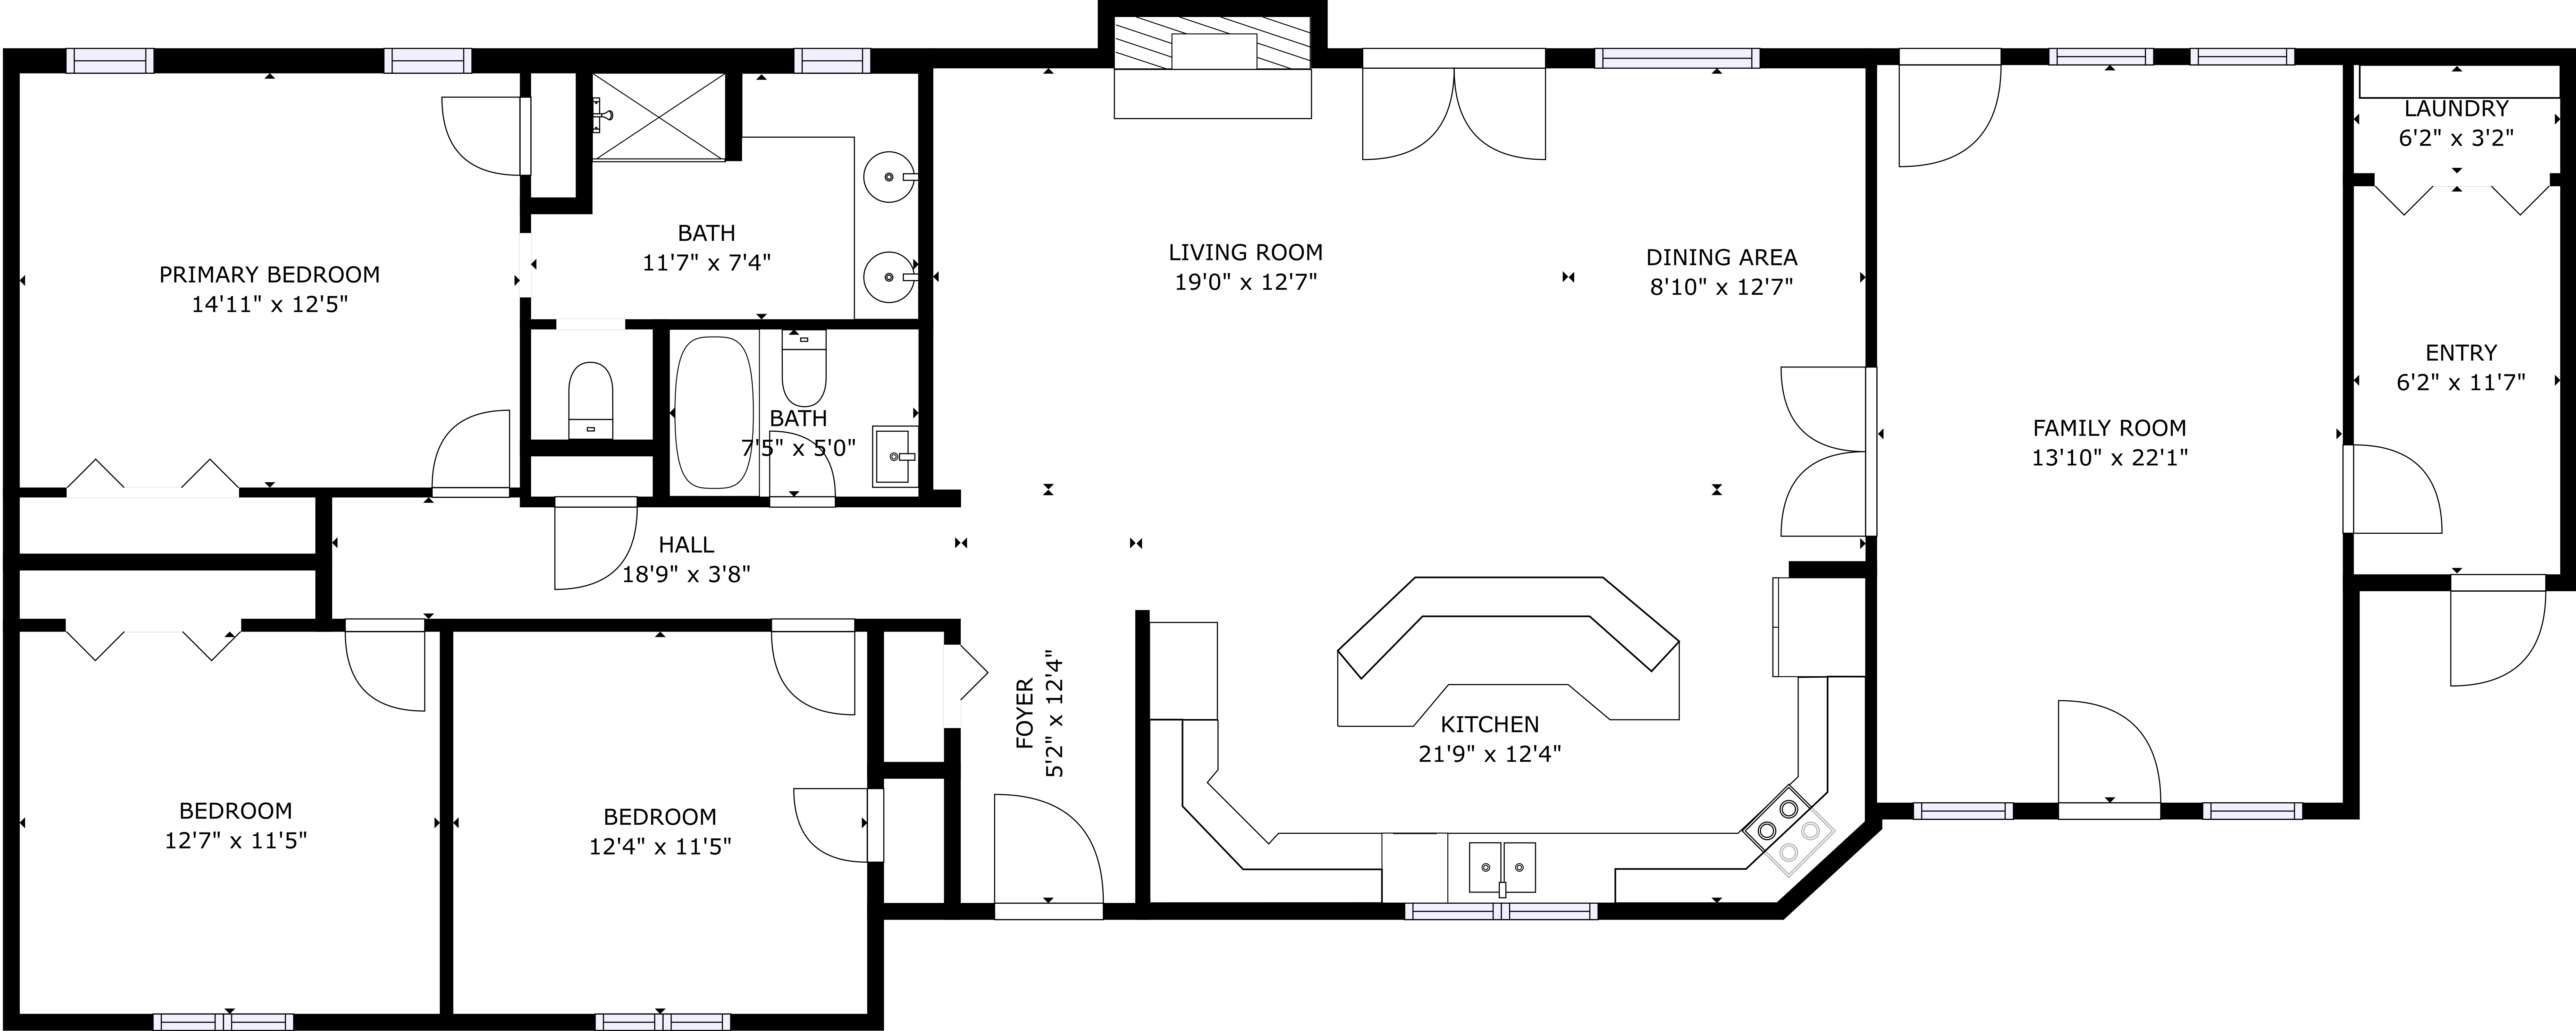 PRIMARY BEDROOM
14'11" x 12'5"
BATH
11'7" x 7'4"
BATH
7'5" x 5'0"
LIVING ROOM
19'0" x 12'7"
DINING AREA
8'10" x 12'7"
LAUNDRY
6'2" x 3'2"
ENTRY
6'2" x 11'7"
FAMILY ROOM
13'10" x 22'1"
HALL
18'9" x 3'8"
FOYER
5'2" x 12'4"
KITCHEN
21'9" x 12'4"
BEDROOM
12'7" x 11'5"
BEDROOM
12'4" x 11'5"